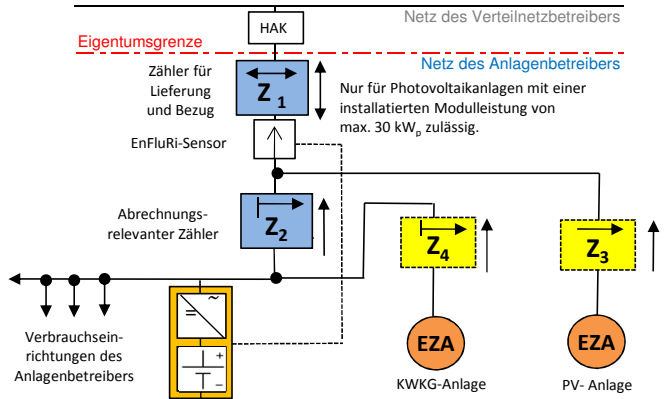 Netz des Verteilnetzbetreibers
HAK
Eigentumsgrenze
Netz des Anlagenbetreibers
Zähler für
Lieferung
und Bezug
Z 1
Nur für Photovoltaikanlagen mit einer
installatierten Modulleistung von
max. 30 kWp zulässig.
EnFluRi-Sensor
Abrechnungs-
relevanter Zähler
Z2
Z4
Z3
~
=
+
−
Verbrauchsein-
richtungen des
Anlagenbetreibers
EZA
EZA
KWKG-Anlage
PV- Anlage